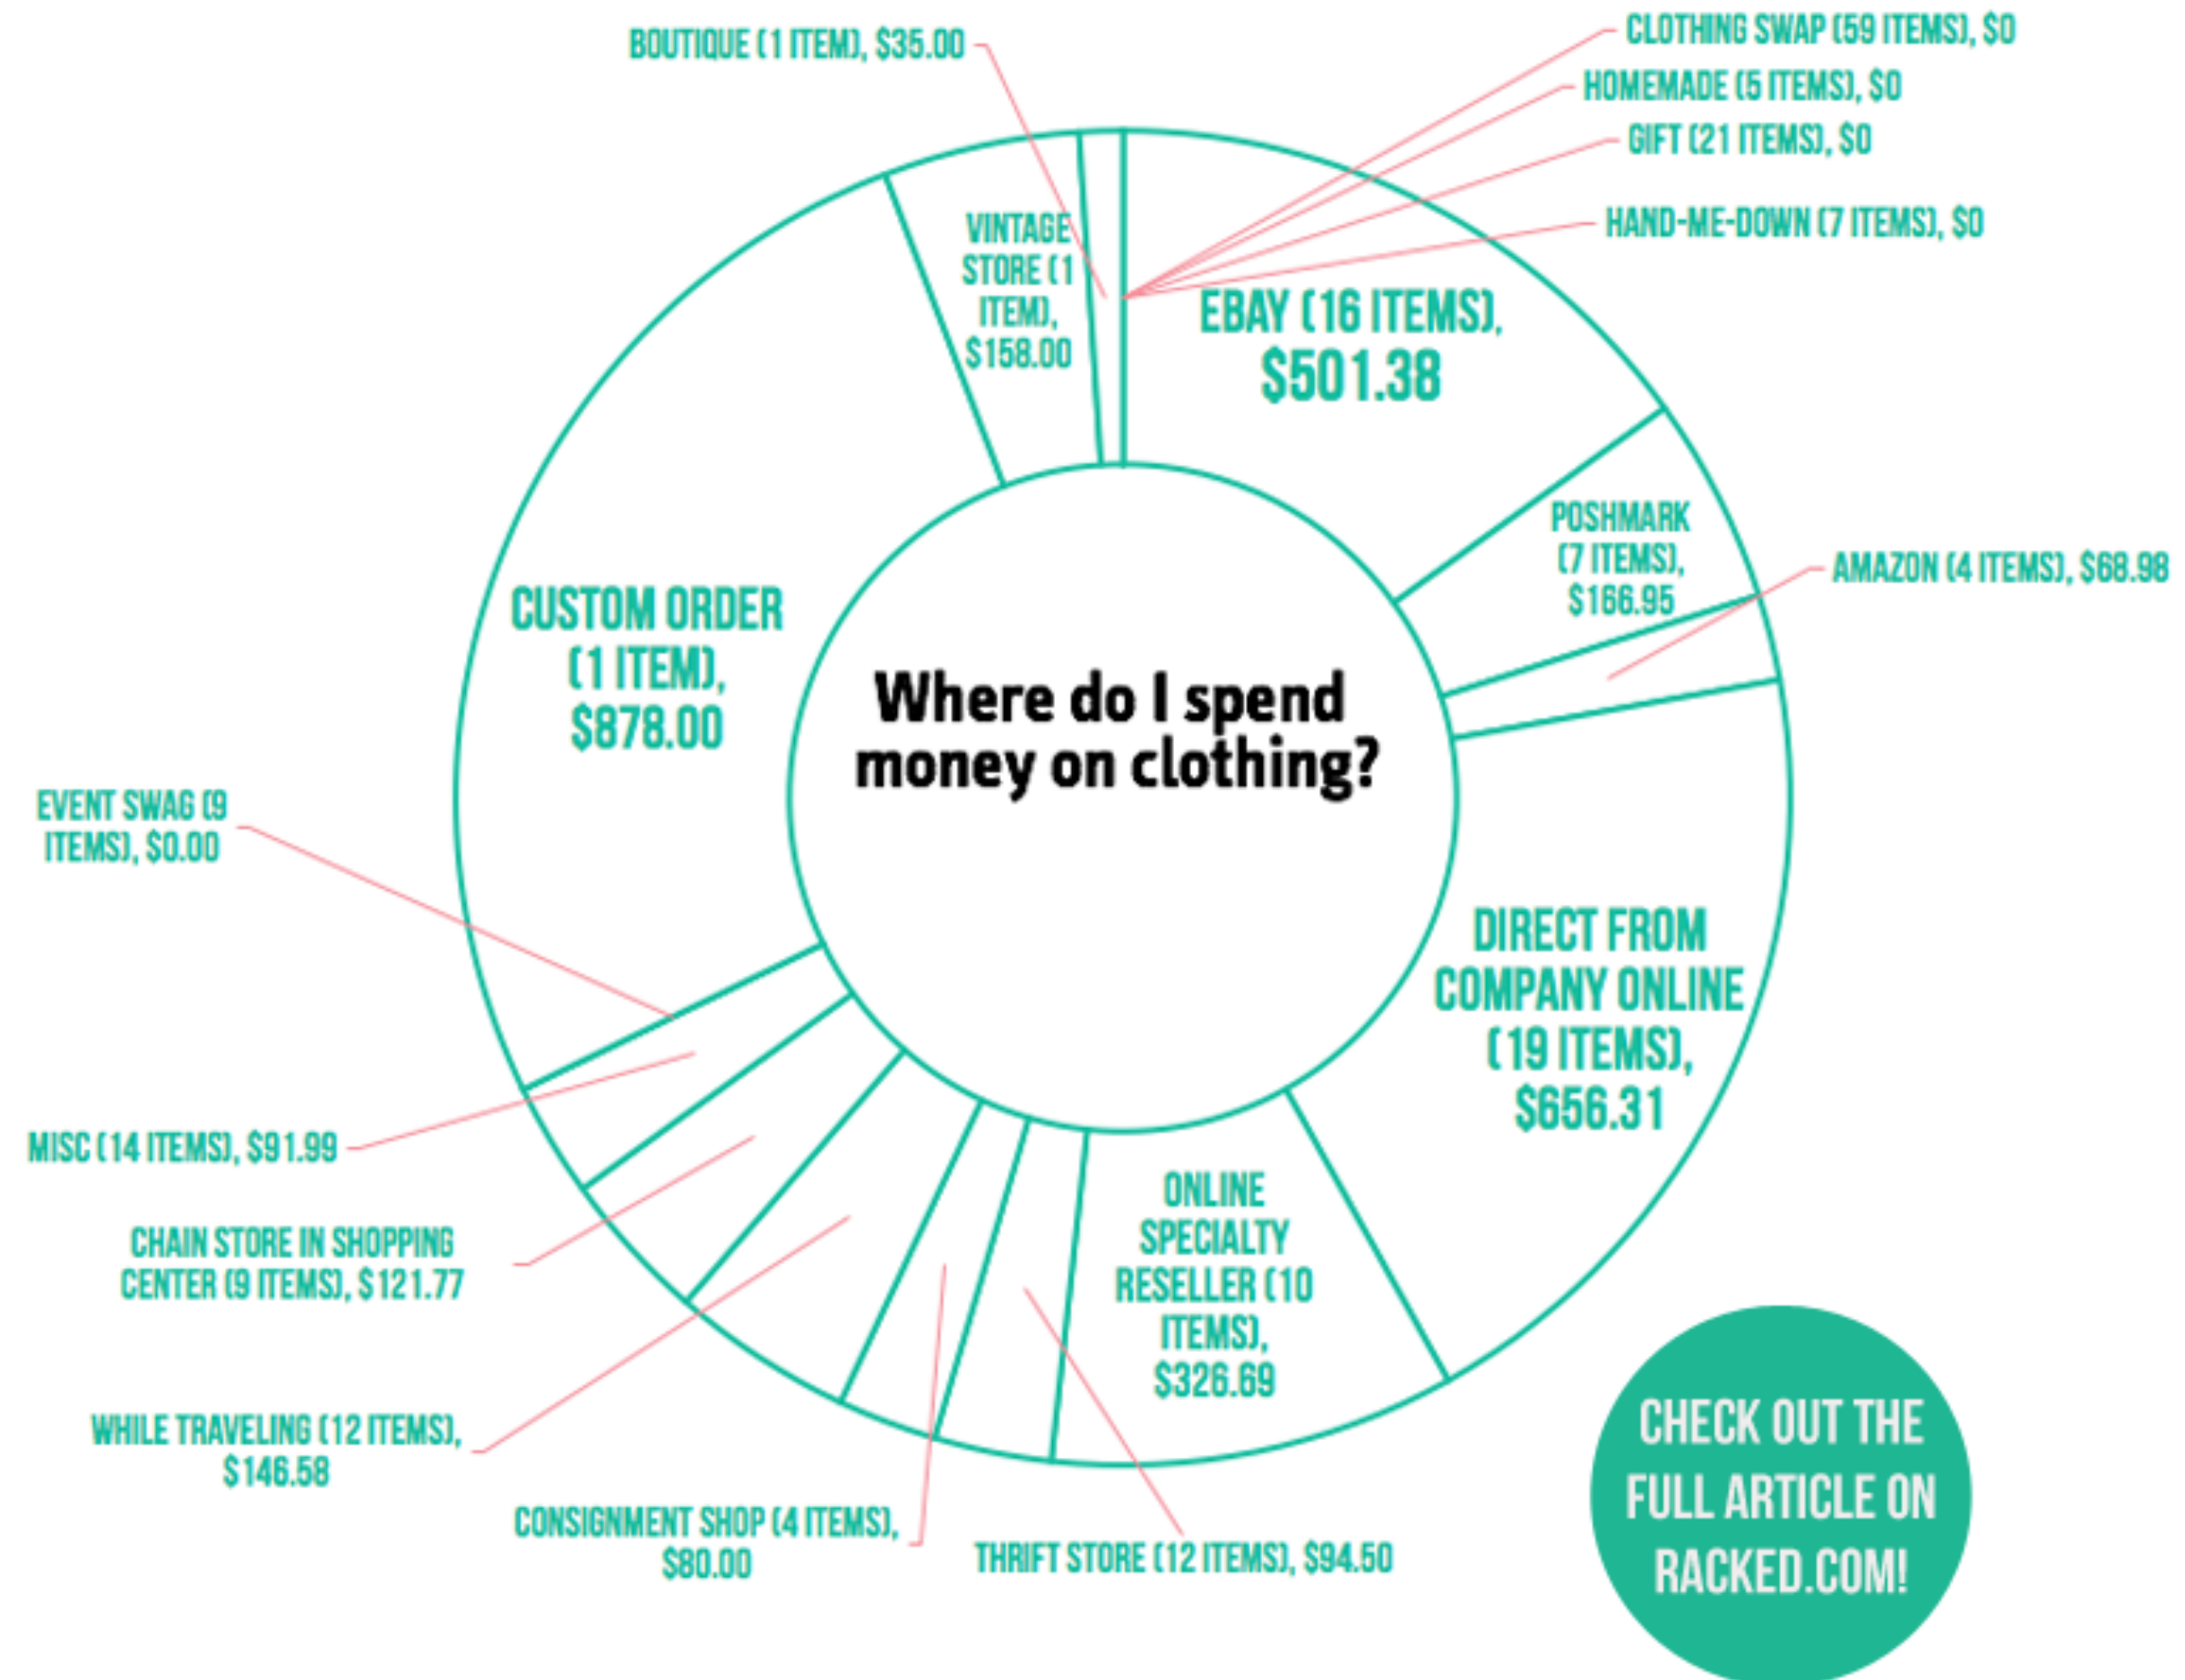 BOUTIQUE (1 ITEM), $35.00
CLOTHING SWAP (59 ITEMS), $0
HOMEMADE (5 ITEMS), $0
GIFT (21 ITEMS), $0
HAND-ME-DOWN (7 ITEMS), $0
VINTAGE
STORE (1
ITEM),
$158.00
EBAY (16 ITEMS),
$501.38
POSHMARK
(7 ITEMS),
$166.95
AMAZON (4 ITEMS), $68.98
CUSTOM ORDER
(1 ITEM),
$878.00
Where do I spend
money on clothing?
EVENT SWAG (9
ITEMS), $0.00
DIRECT FROM
COMPANY ONLINE
(19 ITEMS),
$656.31
MISC (14 ITEMS), $91.99
ONLINE
SPECIALTY
RESELLER (10
ITEMS),
$326.69
CHAIN STORE IN SHOPPING
CENTER (9 ITEMS), $121.77
WHILE TRAVELING (12 ITEMS),
$146.58
CONSIGNMENT SHOP (4 ITEMS),
$80.00
THRIFT STORE (12 ITEMS), $94.50
CHECK OUT THE
FULL ARTICLE ON
RACKED.COM!